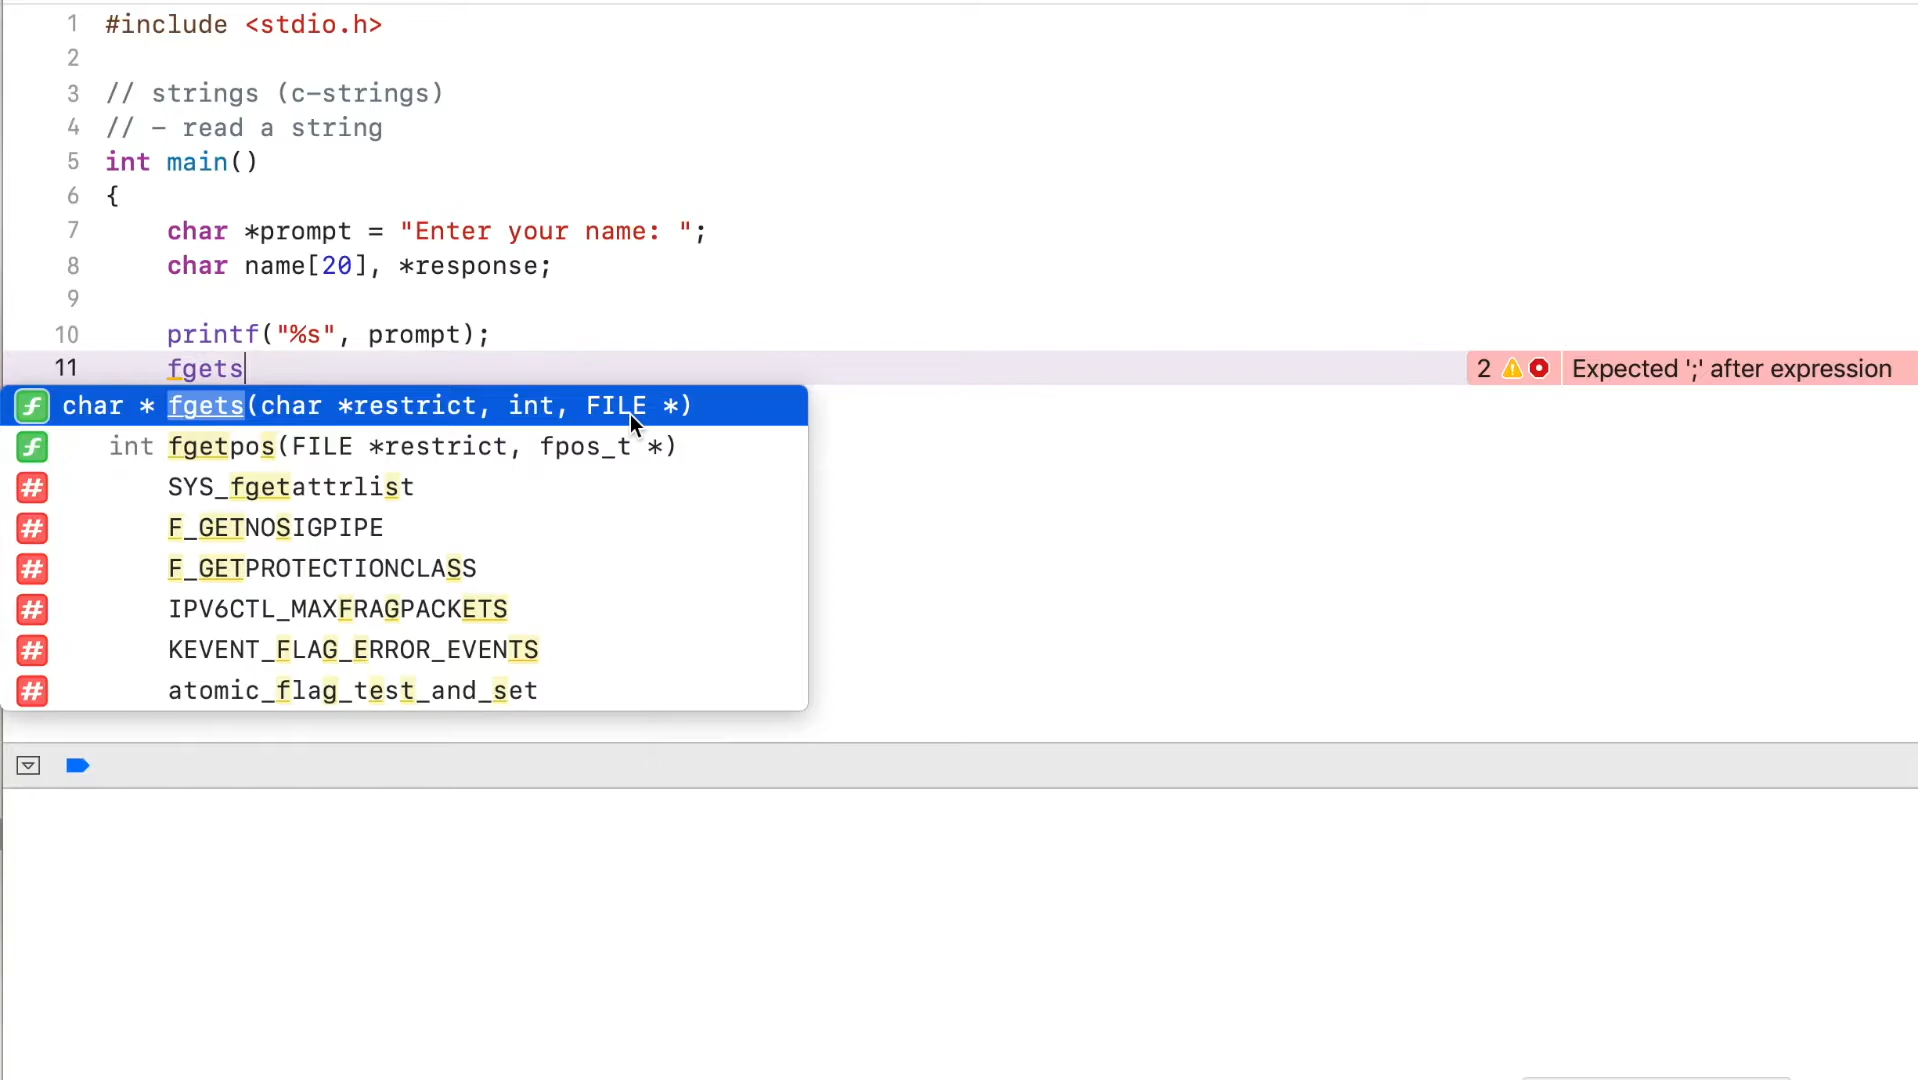 1 #include <stdio.h>
2
3 // strings (c-strings)
4 // - read a string
5 int main()
6 {
7 char *prompt = "Enter your name: ";
8 char name[20], *response;
9
10 printf("%s", prompt);
11 fgets 2 Expected ';' after expression
f char * fgets(char *restrict, int, FILE *)
f int fgetpos(FILE *restrict, fpos_t *)
# SYS_fgetattrlist
# F_GETNOSIGPIPE
# F_GETPROTECTIONCLASS
# IPV6CTL_MAXFRAGPACKETS
# KEVENT_FLAG_ERROR_EVENTS
# atomic_flag_test_and_set